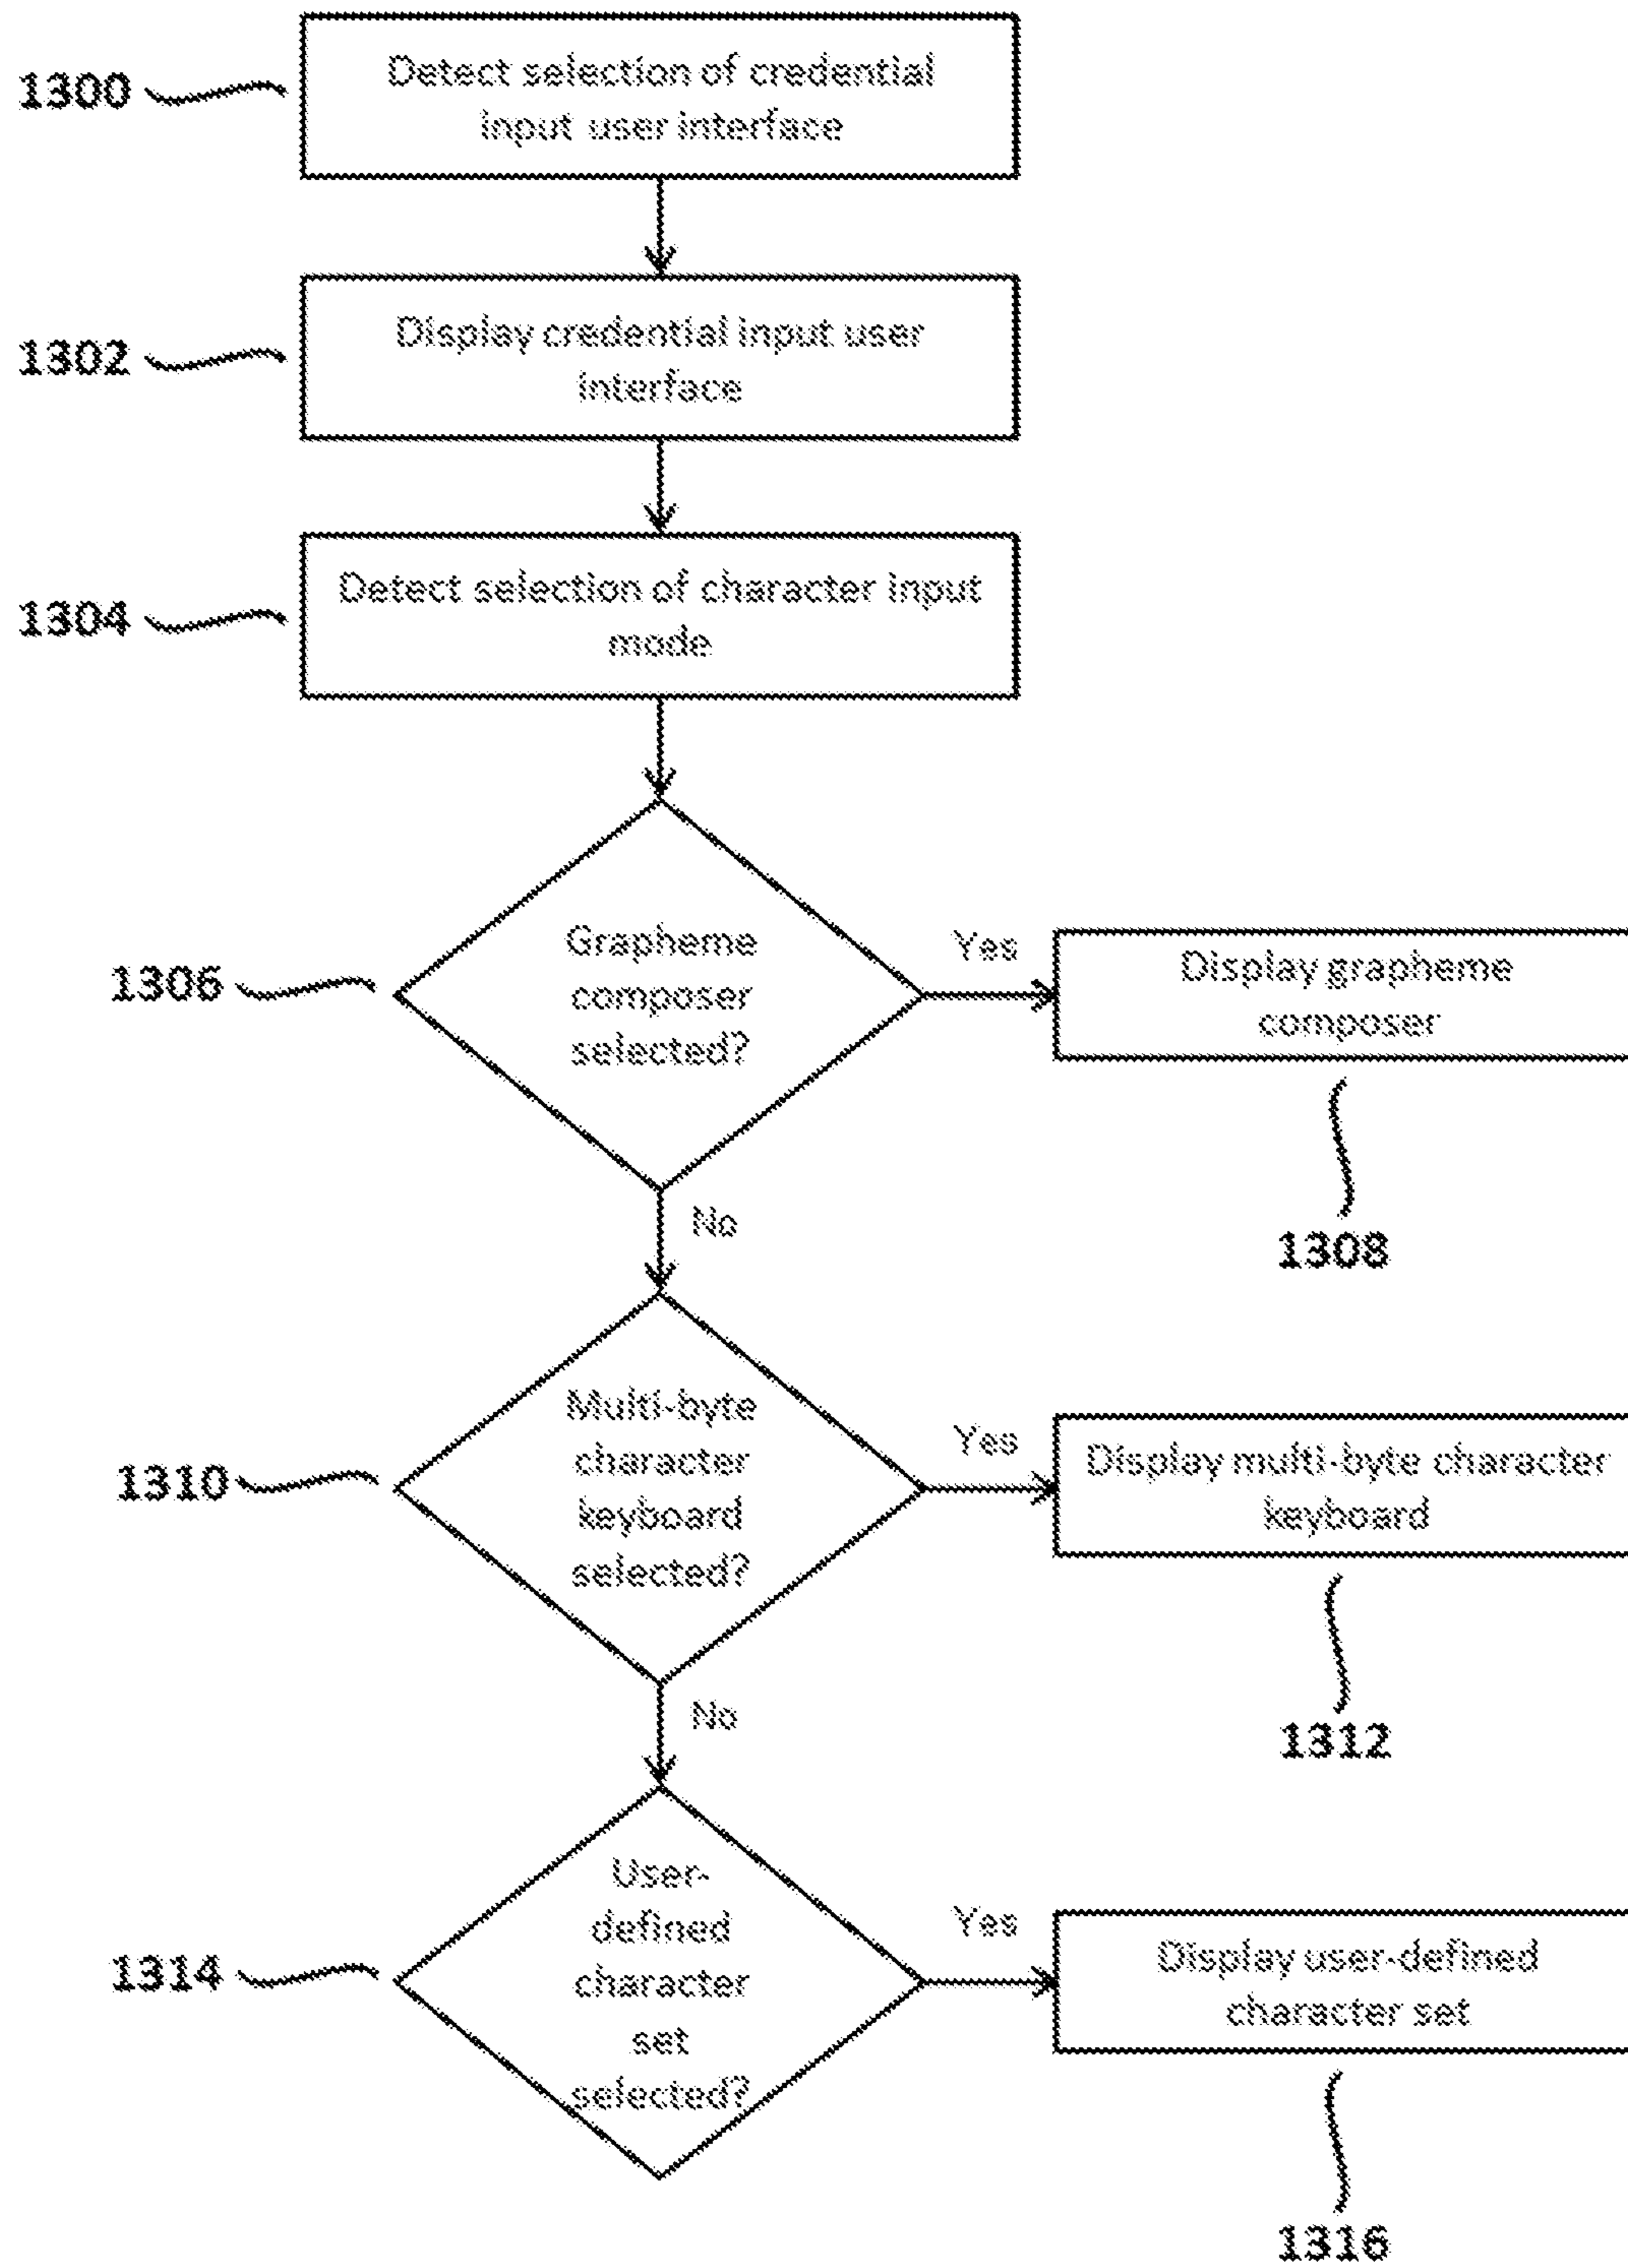 1300
Detect selection of credential
input user interface
1302
Display credential input user
interface
1304
Detect selection of character input
mode
1306
Grapheme
composer
selected?
Yes
Display grapheme
composer
1308
No
1310
Multi-byte
character
keyboard
selected?
Yes
Display multi-byte character
keyboard
1312
No
1314
User-
defined
character
set
selected?
Yes
Display user-defined
character set
1316